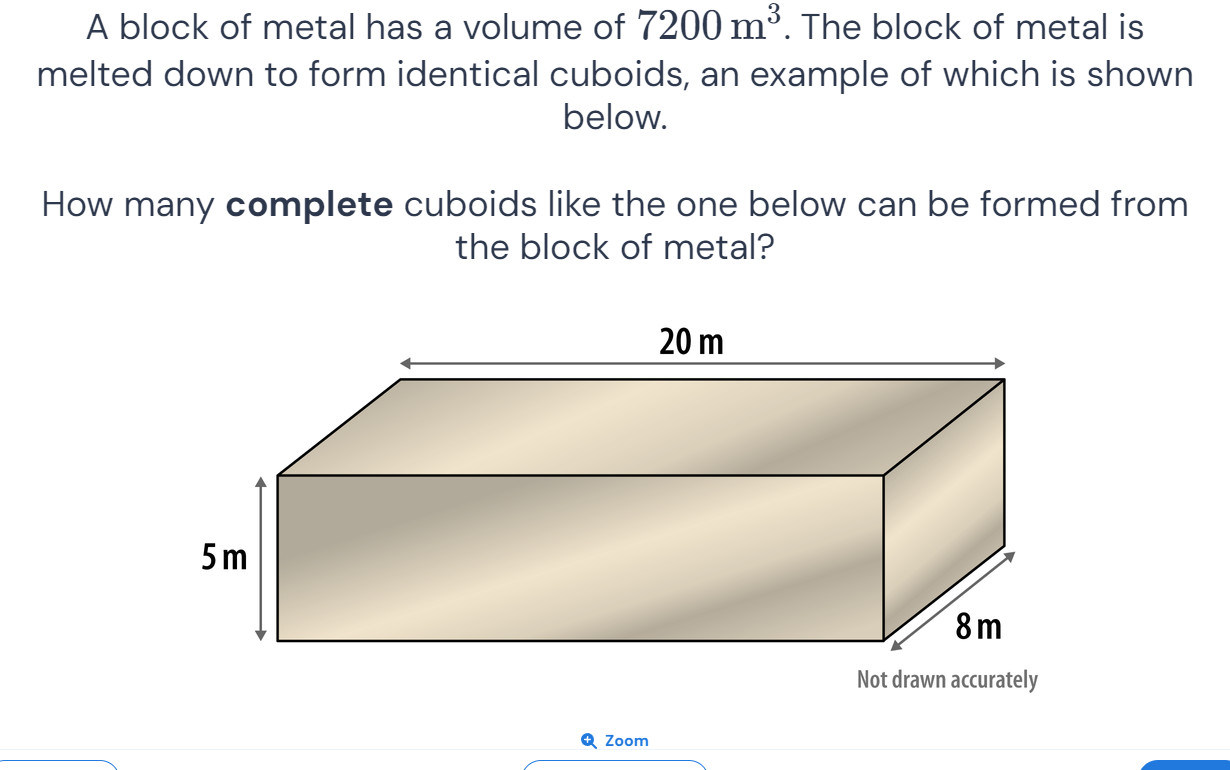 A block of metal has a volume of 7200 m³. The block of metal is
melted down to form identical cuboids, an example of which is shown
below.
How many complete cuboids like the one below can be formed from
the block of metal?
20 m
5 m
8 m
Not drawn accurately
Zoom